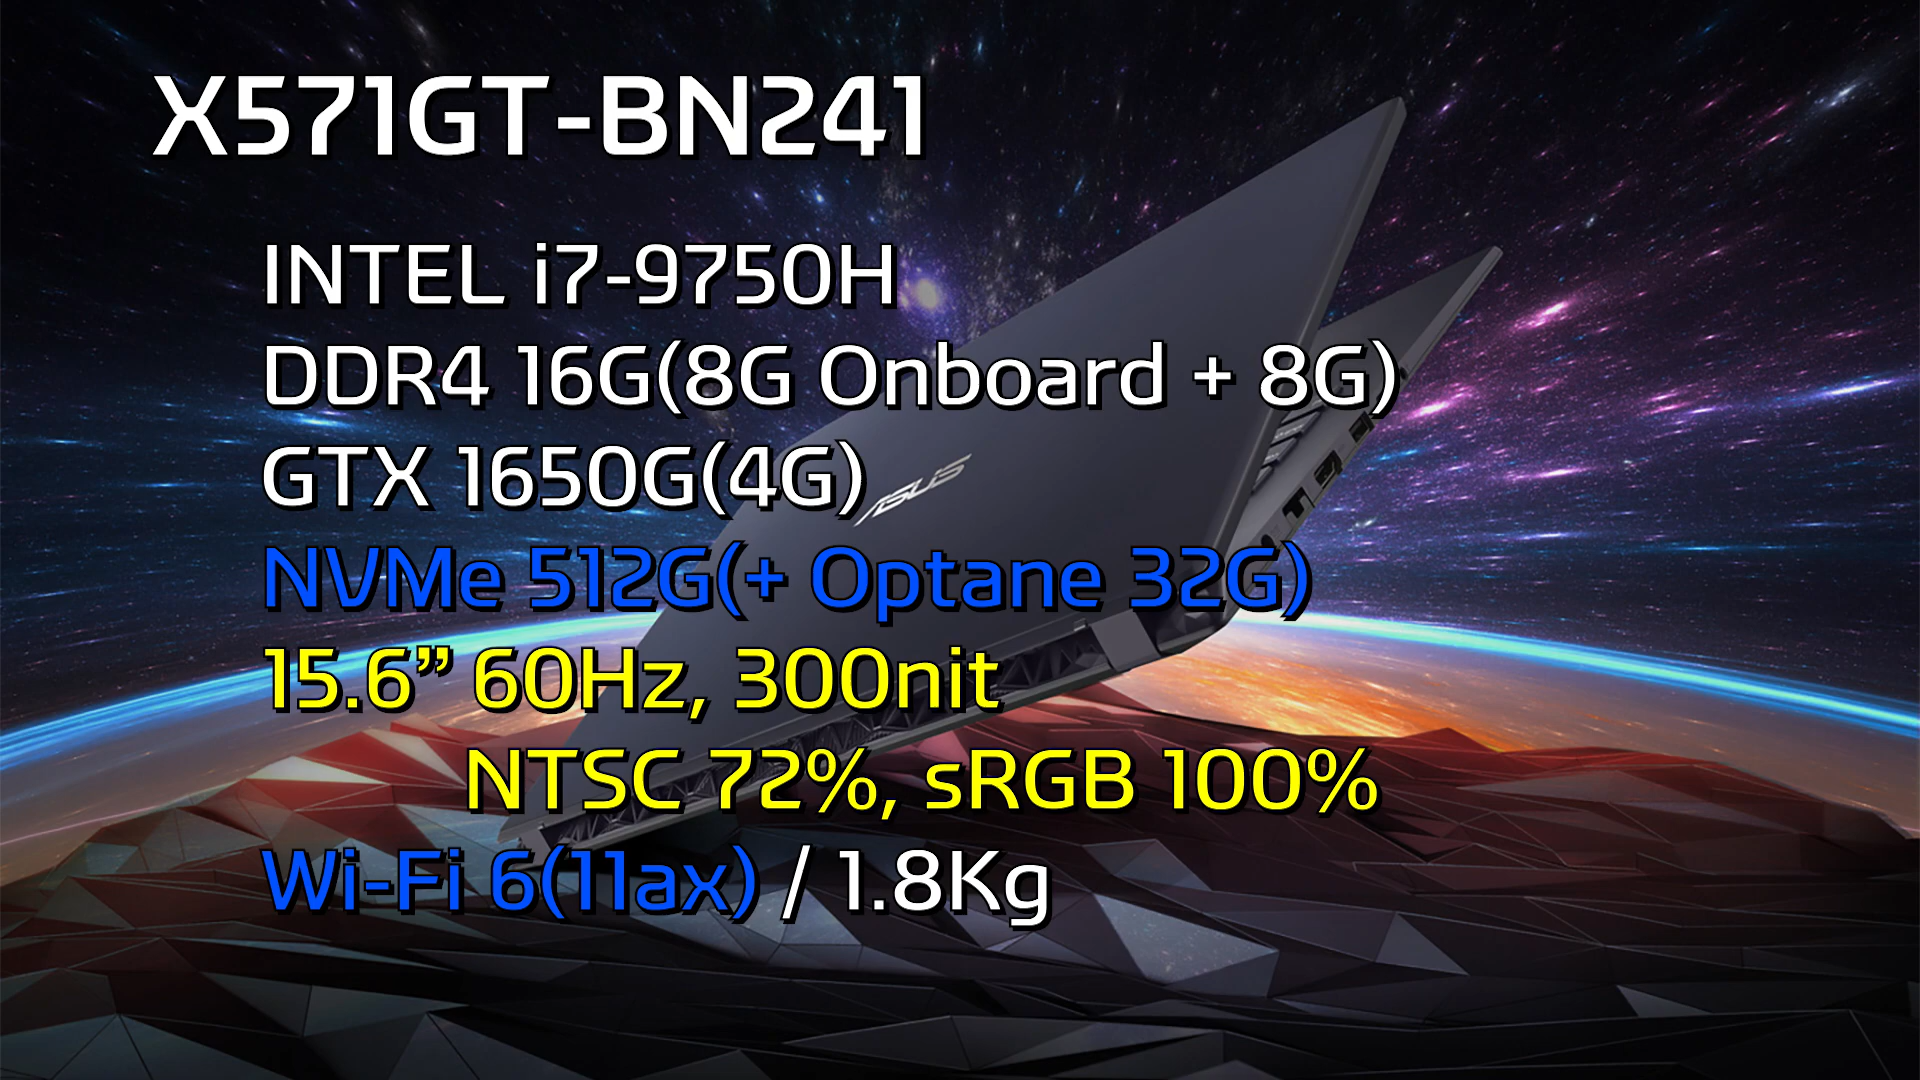 X571GT-BN241
INTEL i7-9750H
DDR4 16G(8G Onboard + 8G)
GTX 1650G(4G)
ASUS
NVMe 512G(+ Optane 32G)
15.6” 60Hz, 300nit
NTSC 72%, sRGB 100%
Wi-Fi 6(11ax) / 1.8Kg